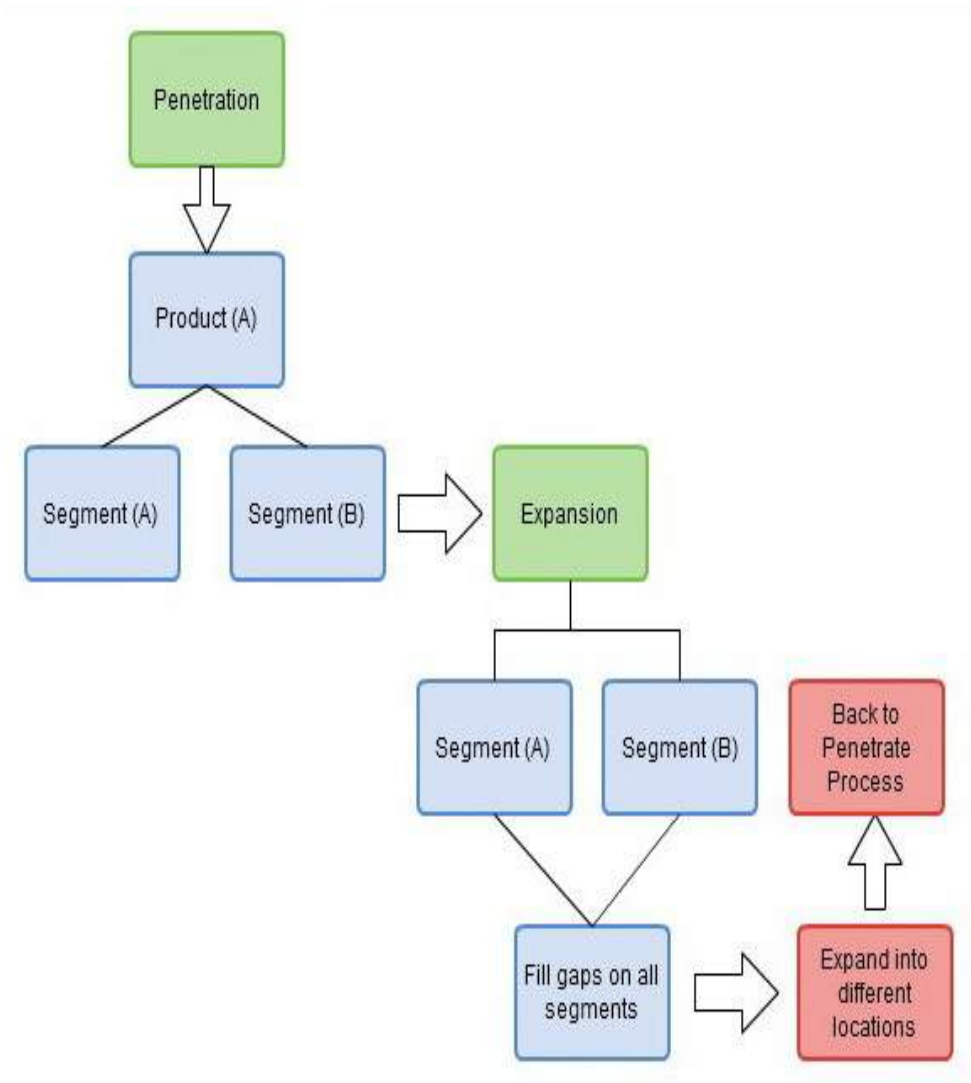 Penetration
Product (A)
Segment (A)
Segment (B)
Expansion
Segment (A)
Segment (B)
Back to
Penetrate
Process
Fill gaps on all
segments
Expand into
different
locations